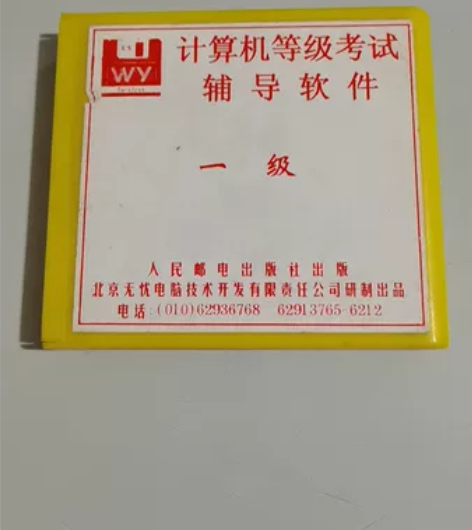 WY
计算机等级考试
辅导软件
一级
人民邮电出版社出版
北京无忧电脑技术开发有限责任公司研制出品
电话:(010)62936768 62913765-6212